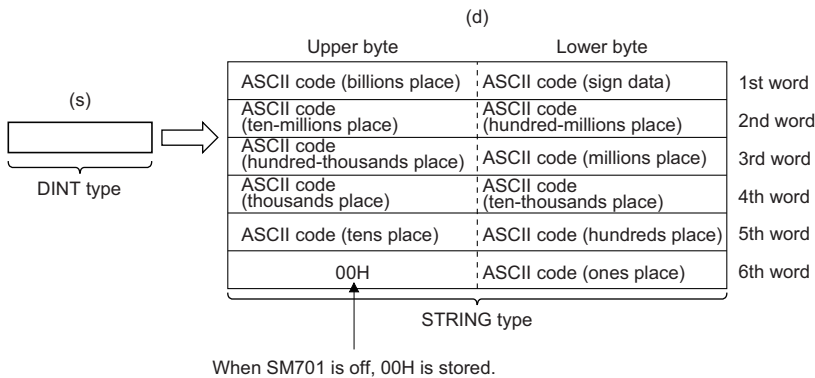 (d)
Upper byte
Lower byte
(s)
DINT type
ASCII code (billions place)
ASCII code (sign data)
1st word
ASCII code
(ten-millions place)
ASCII code
(hundred-millions place)
2nd word
ASCII code
(hundred-thousands place)
ASCII code (millions place)
3rd word
ASCII code
(thousands place)
ASCII code
(ten-thousands place)
4th word
ASCII code (tens place)
ASCII code (hundreds place)
5th word
00H
ASCII code (ones place)
6th word
STRING type
When SM701 is off, 00H is stored.